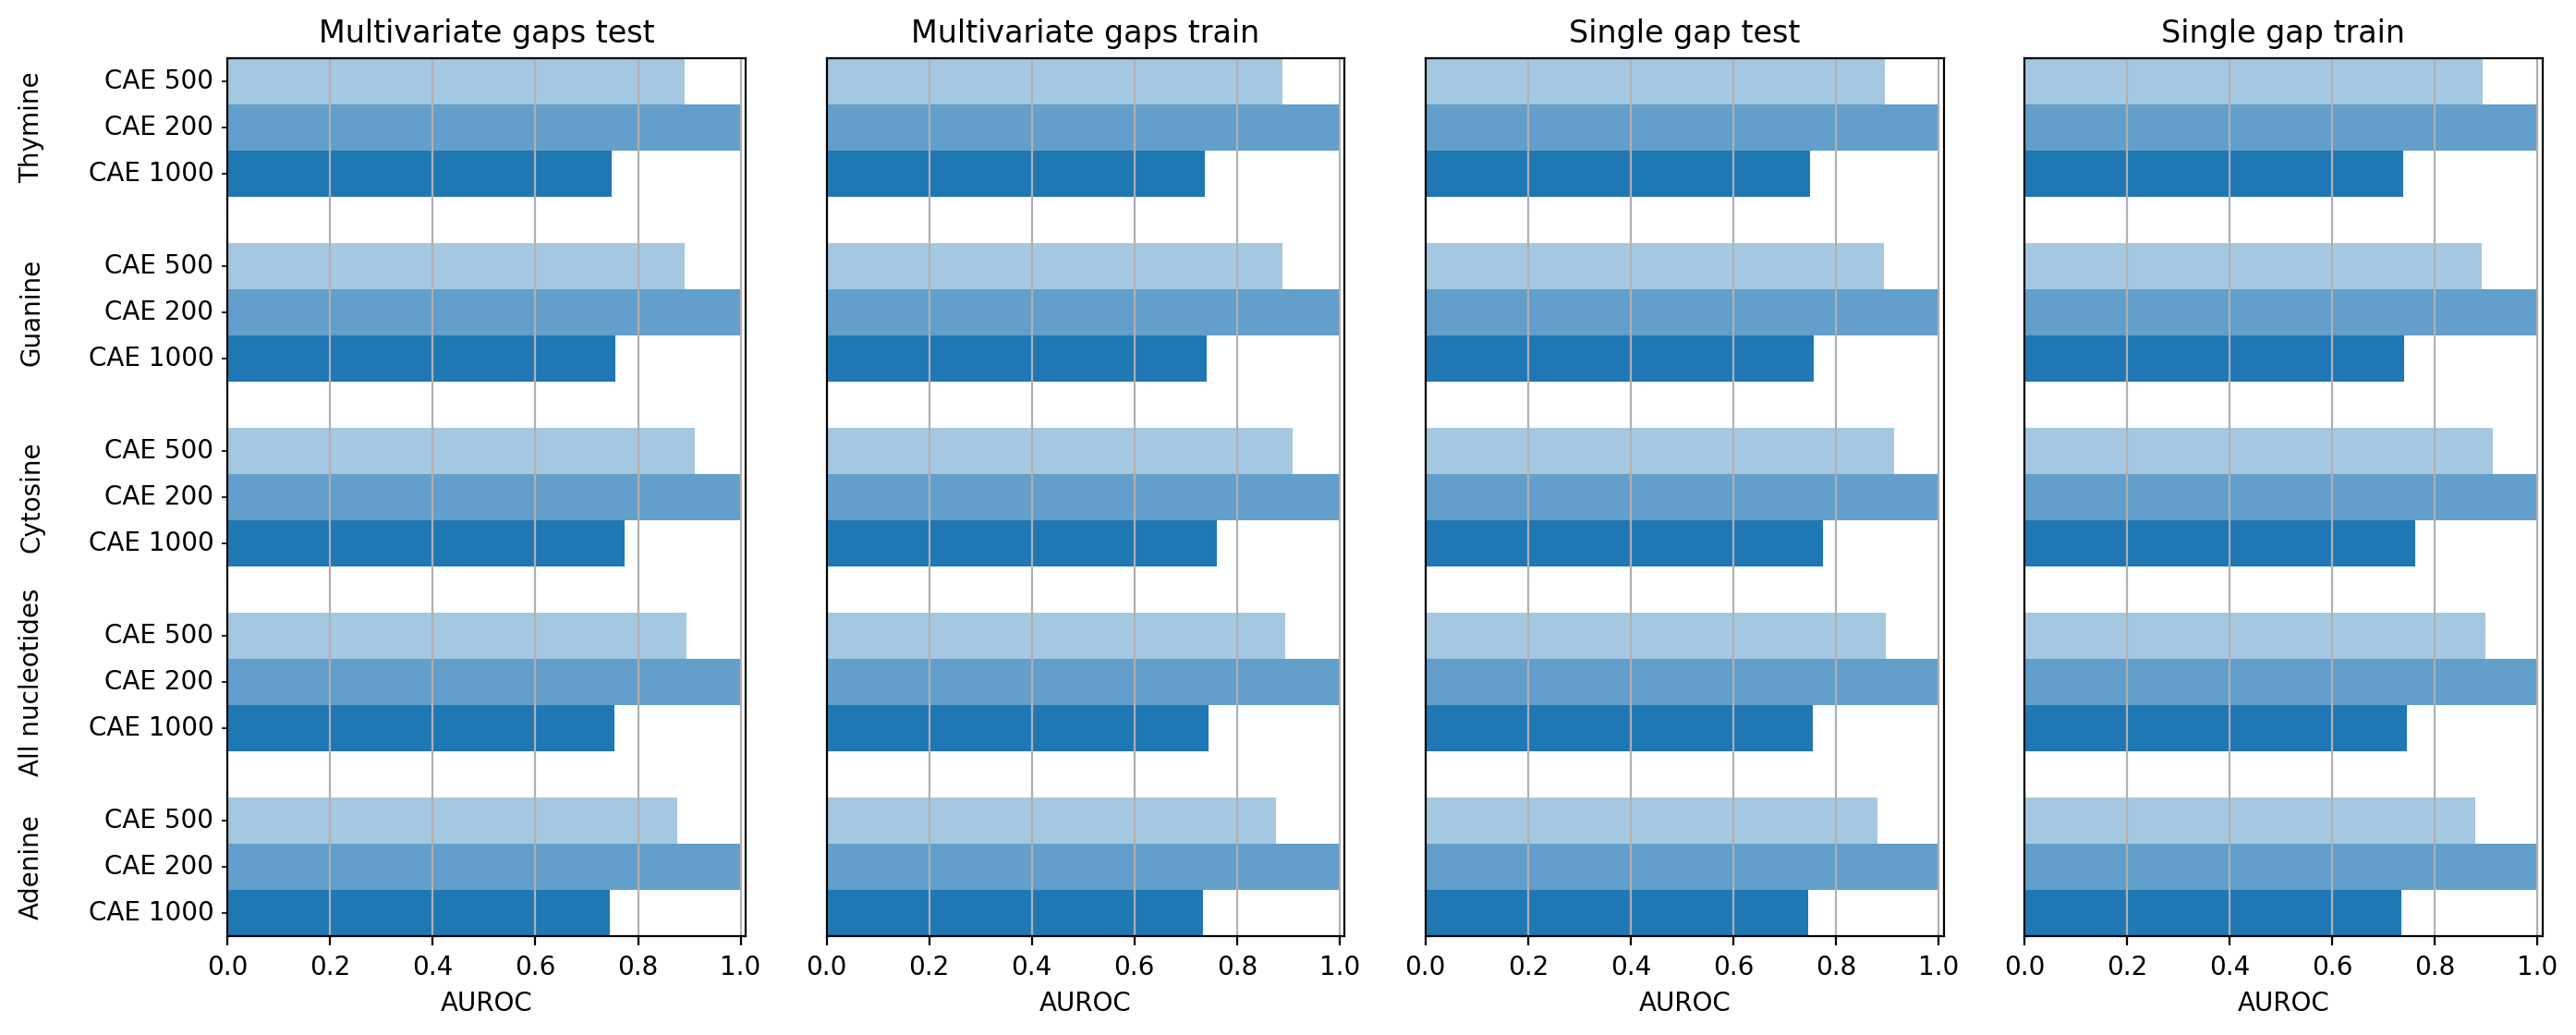 Multivariate gaps test
Multivariate gaps train
Single gap test
Single gap train
Thymine
CAE 500
CAE 200
CAE 1000
Guanine
CAE 500
CAE 200
CAE 1000
Cytosine
CAE 500
CAE 200
CAE 1000
All nucleotides
CAE 500
CAE 200
CAE 1000
Adenine
CAE 500
CAE 200
CAE 1000
0.0 0.2 0.4 0.6 0.8 1.0
0.0 0.2 0.4 0.6 0.8 1.0
0.0 0.2 0.4 0.6 0.8 1.0
0.0 0.2 0.4 0.6 0.8 1.0
AUROC
AUROC
AUROC
AUROC